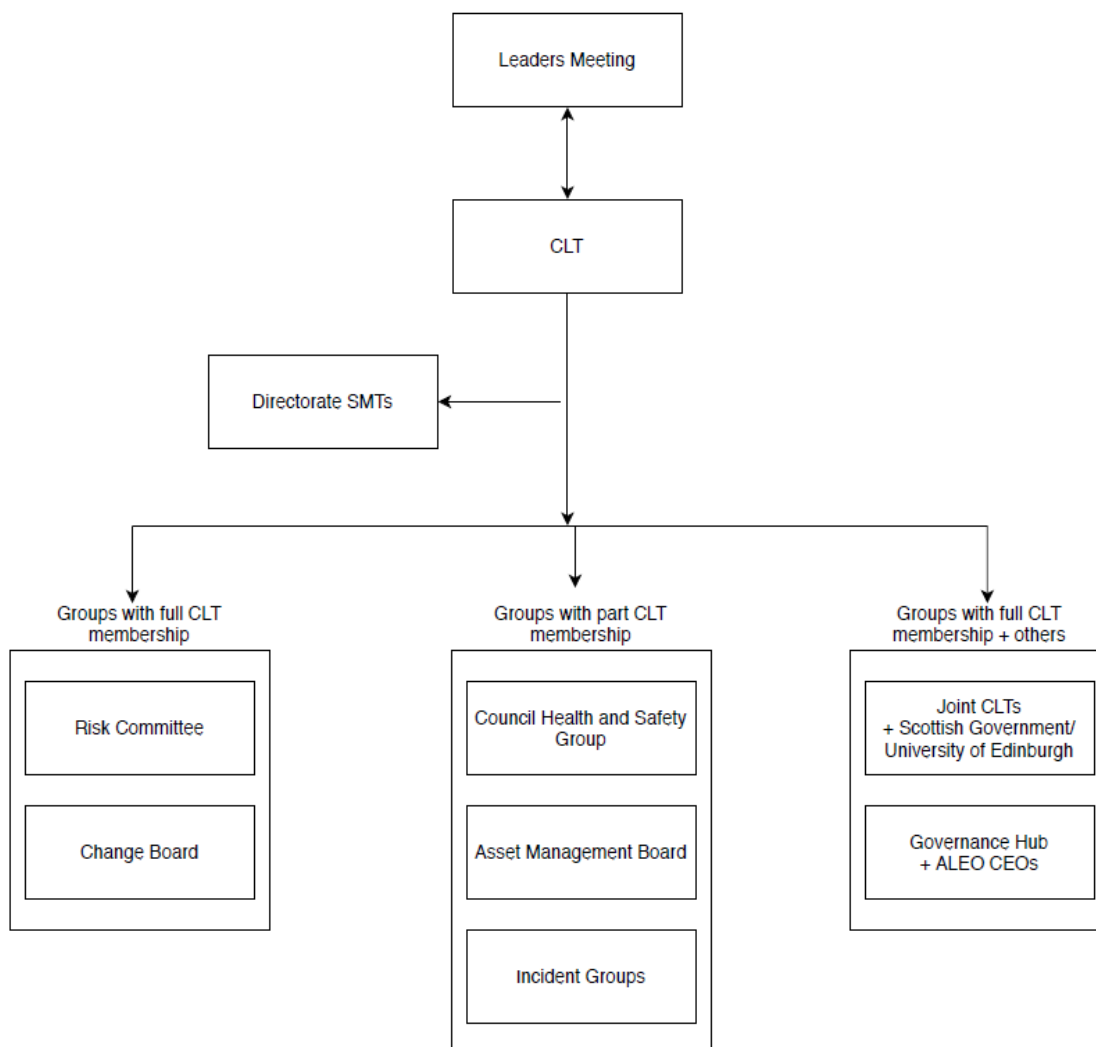 Leaders Meeting
CLT
Directorate SMTs
Groups with full CLT
membership
Risk Committee
Change Board
Groups with part CLT
membership
Council Health and Safety
Group
Asset Management Board
Incident Groups
Groups with full CLT
membership + others
Joint CLTs
+ Scottish Government/
University of Edinburgh
Governance Hub
+ ALEO CEOs